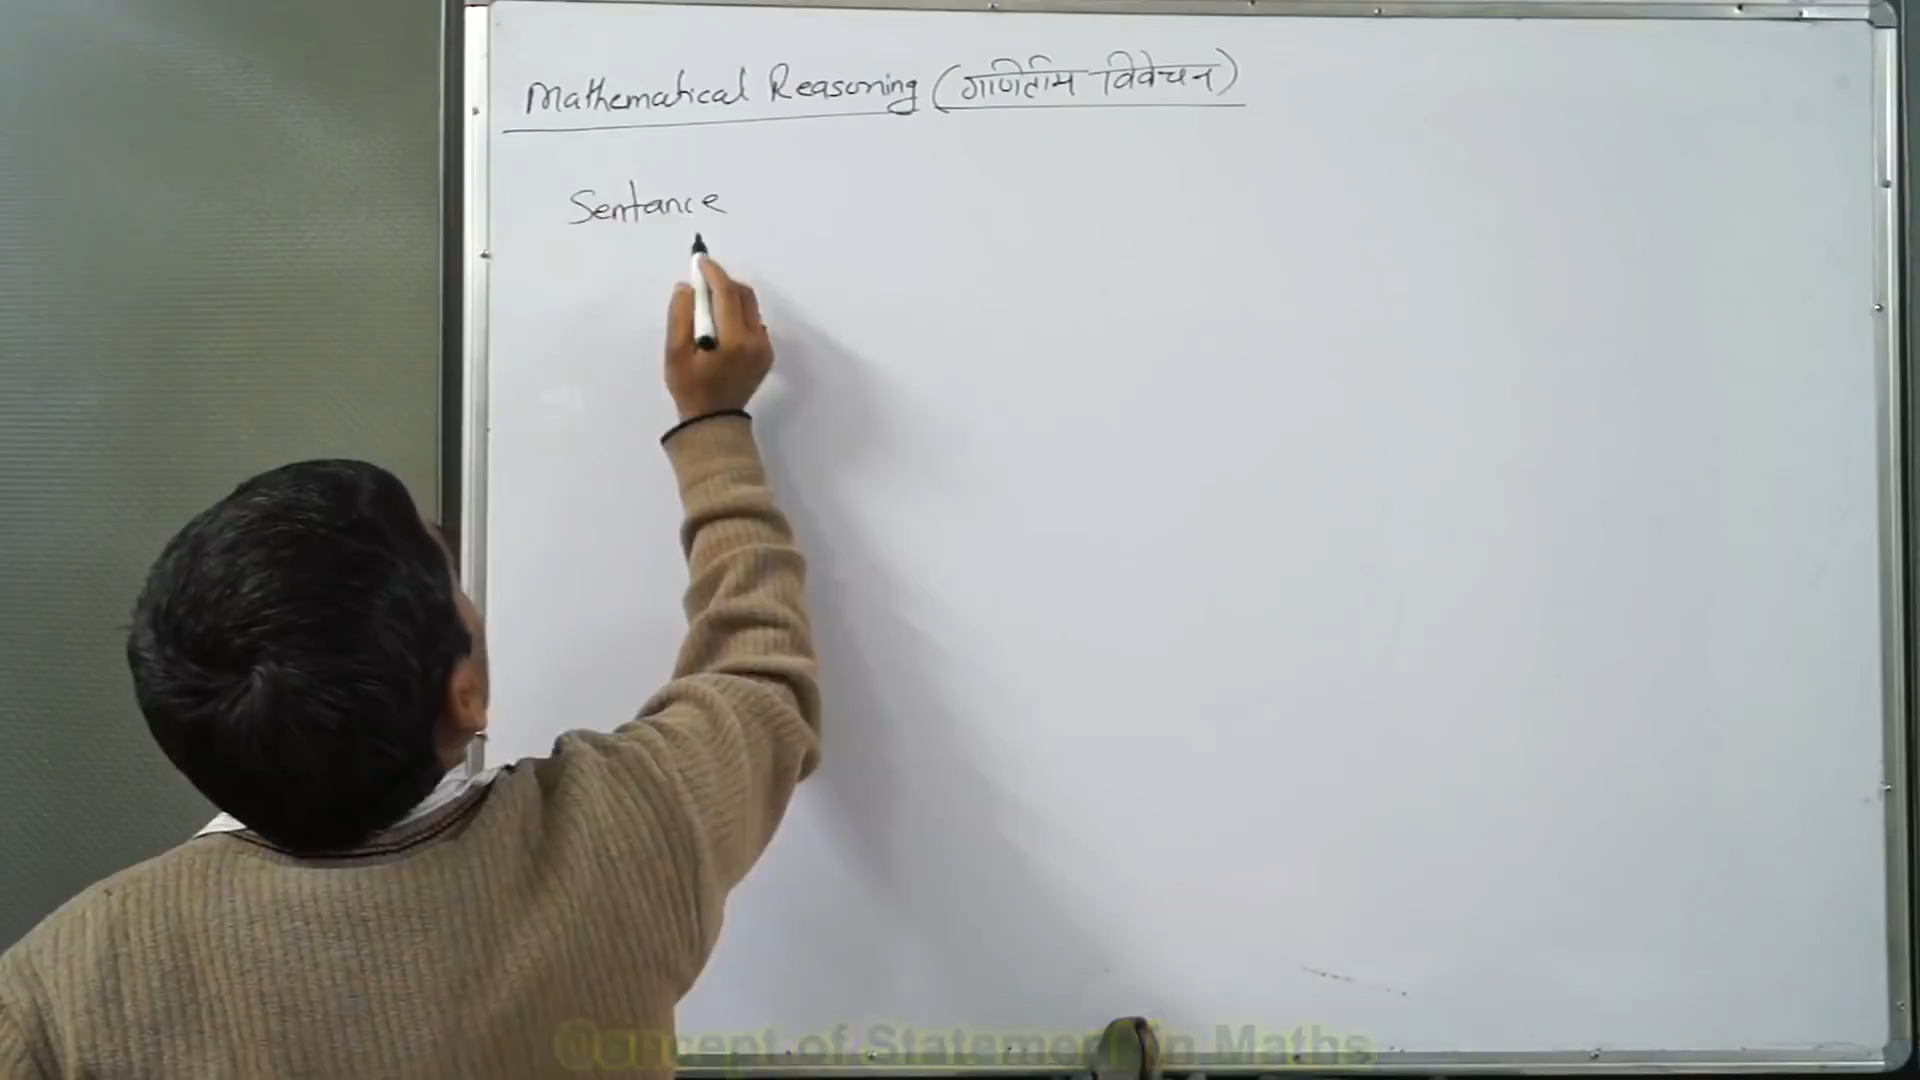 Mathematical Reasoning (गणितीय विवेचन)
Sentance
Concept of Statement in Maths